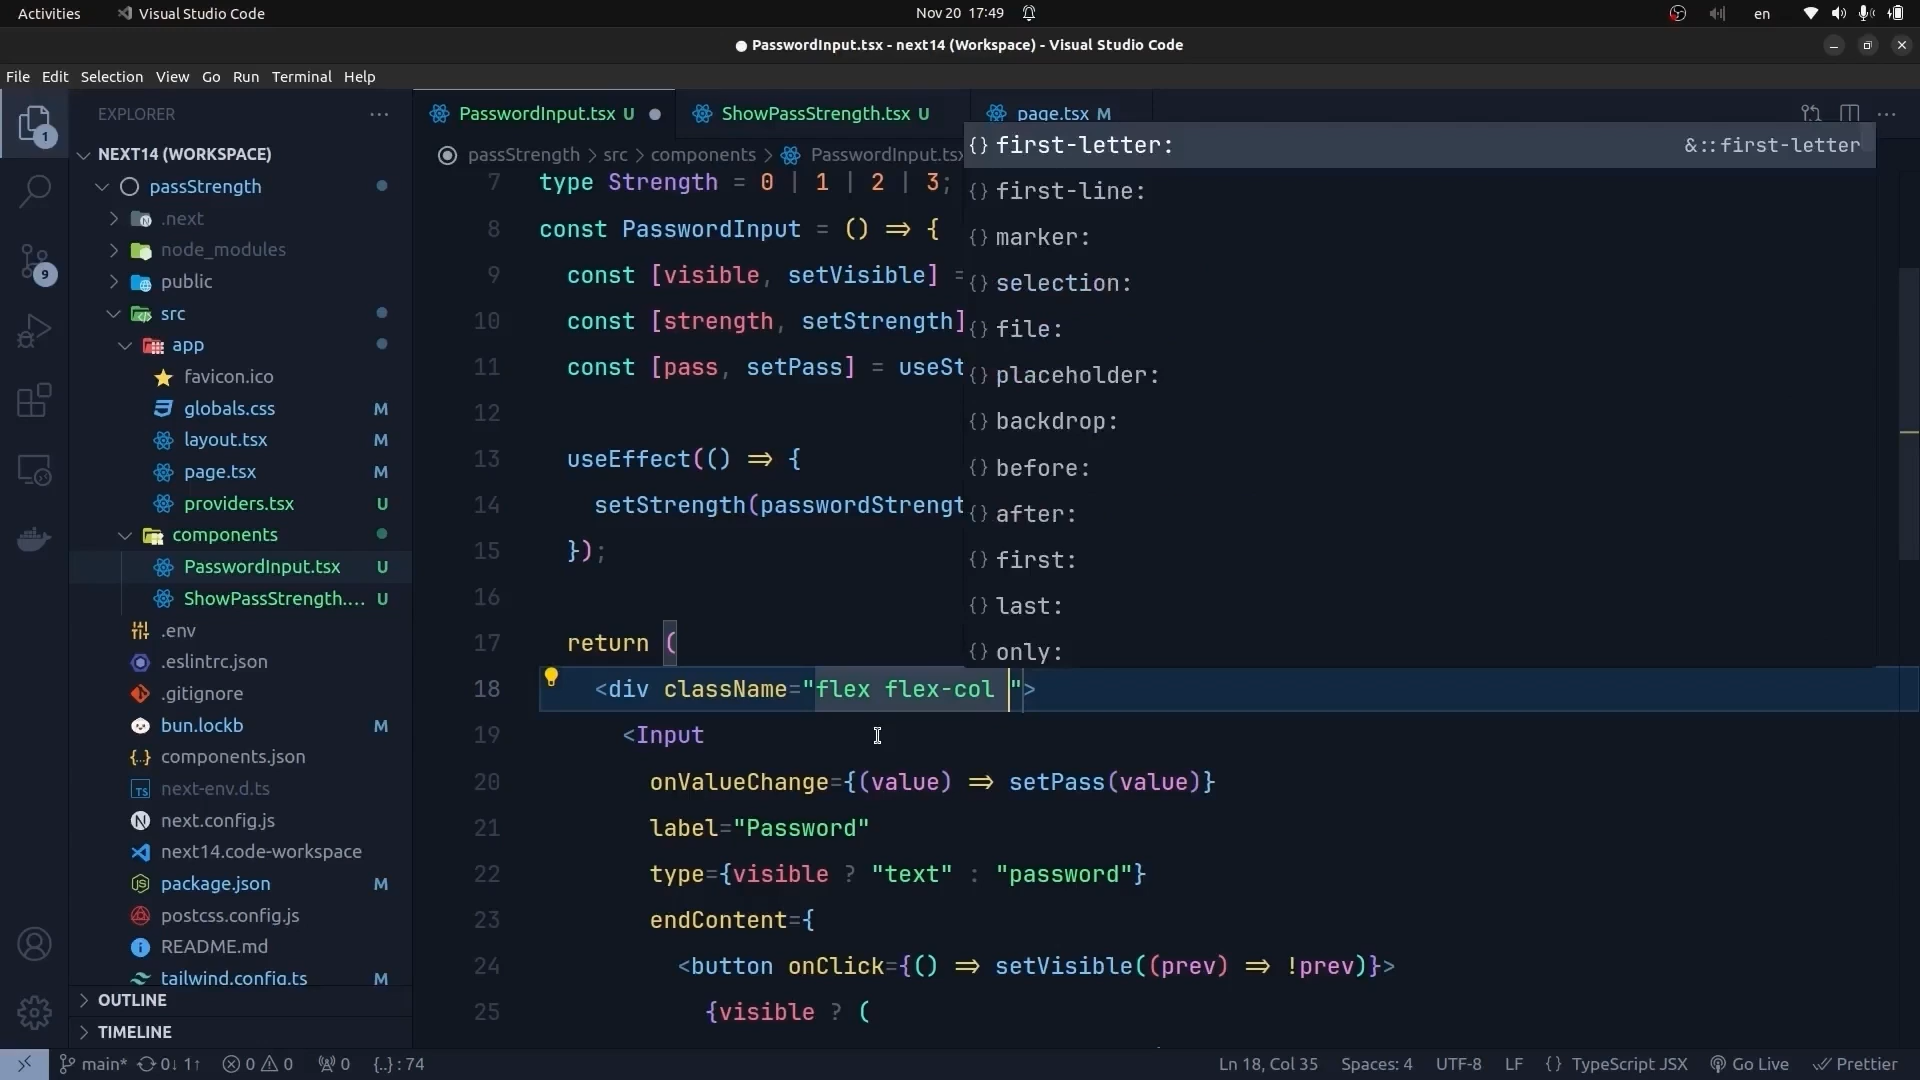 Activities
Visual Studio Code
Nov 20 17:49
en
PasswordInput.tsx - next14 (Workspace) - Visual Studio Code
File Edit Selection View Go Run Terminal Help
EXPLORER
NEXT14 (WORKSPACE)
passStrength
.next
node_modules
public
src
app
favicon.ico
globals.css M
layout.tsx M
page.tsx M
providers.tsx U
components
PasswordInput.tsx U
ShowPassStrength.... U
.env
.eslintrc.json
.gitignore
bun.lockb
components.json
next-env.d.ts
next.config.js
next14.code-workspace
package.json M
postcss.config.js
README.md
tailwind.config.ts M
OUTLINE
TIMELINE
1
9
PasswordInput.tsx U
ShowPassStrength.tsx U
page.tsx M
passStrength > src > components > PasswordInput.tsx
7 type Strength = 0 | 1 | 2 | 3;
8 const PasswordInput = () => {
9 const [visible, setVisible] =
10 const [strength, setStrength]
11 const [pass, setPass] = useSt
12
13 useEffect(() => {
14 setStrength(passwordStrengt
15 });
16
17 return (
18 <div className="flex flex-col ">
19 <Input
20 onValueChange={(value) => setPass(value)}
21 label="Password"
22 type={visible ? "text" : "password"}
23 endContent={
24 <button onClick={() => setVisible((prev) => !prev)}>
25 {visible ? (
{} first-letter: &::first-letter
{} first-line:
{} marker:
{} selection:
{} file:
{} placeholder:
{} backdrop:
{} before:
{} after:
{} first:
{} last:
{} only:
main* 0↓ 1↑ 0 0 0 {..} : 74
Ln 18, Col 35 Spaces: 4 UTF-8 LF {} TypeScript JSX Go Live Prettier